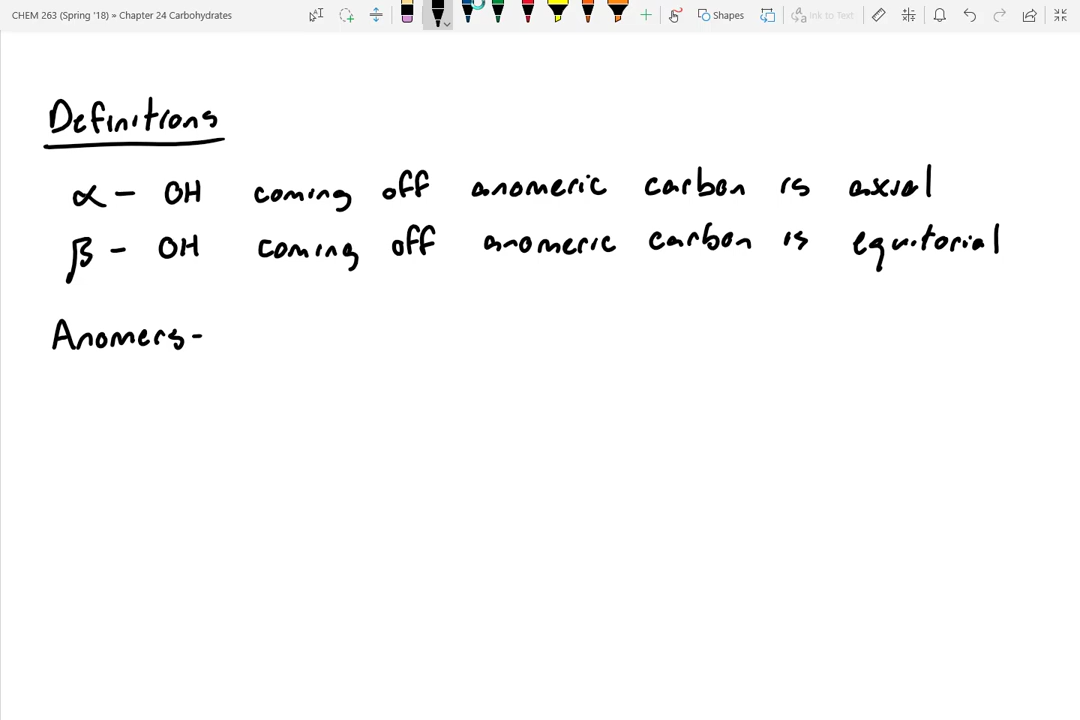 CHEM 263 (Spring '18) » Chapter 24 Carbohydrates
Shapes
Ink to Text
Definitions
α - OH coming off anomeric carbon is axial
β - OH coming off anomeric carbon is equitorial
Anomers -